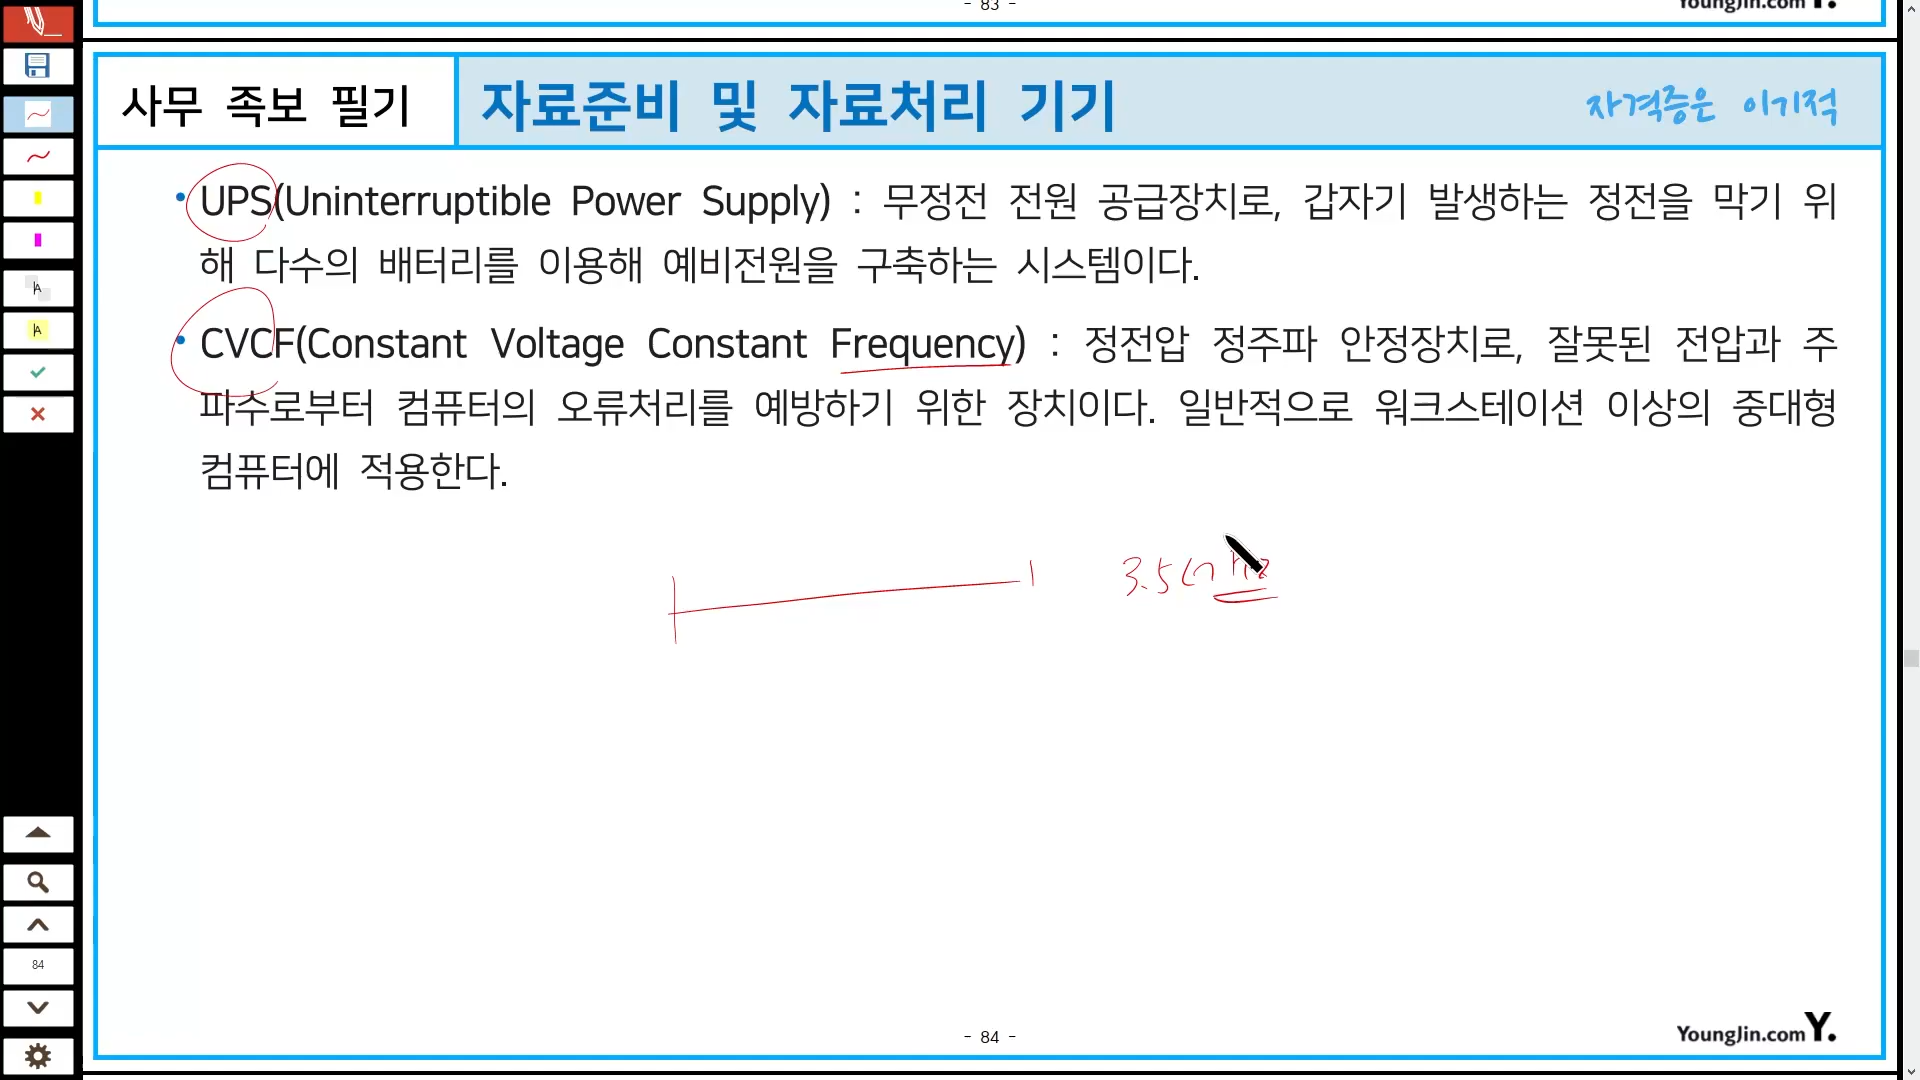 - 83 -
YoungJin.com Y.
사무 족보 필기
자료준비 및 자료처리 기기
자격증은 이기적
• UPS(Uninterruptible Power Supply) : 무정전 전원 공급장치로, 갑자기 발생하는 정전을 막기 위
해 다수의 배터리를 이용해 예비전원을 구축하는 시스템이다.
• CVCF(Constant Voltage Constant Frequency) : 정전압 정주파 안정장치로, 잘못된 전압과 주
파수로부터 컴퓨터의 오류처리를 예방하기 위한 장치이다. 일반적으로 워크스테이션 이상의 중대형
컴퓨터에 적용한다.
3.5G Hz
84
- 84 -
YoungJin.com Y.